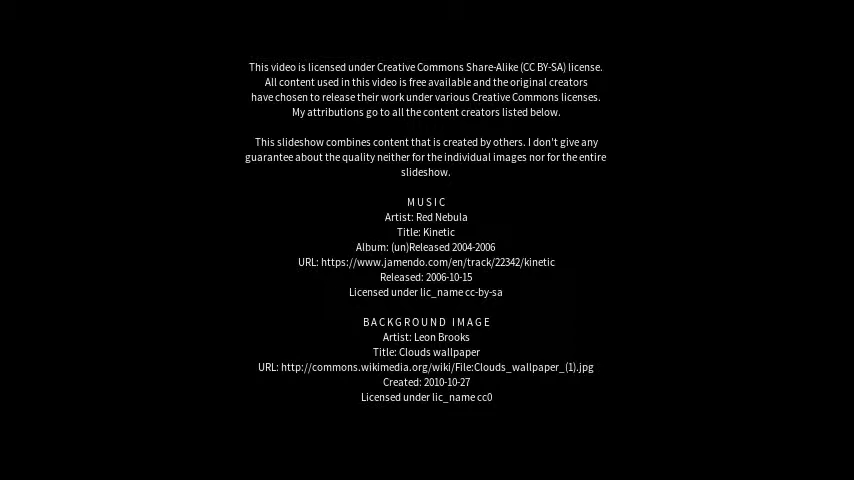 This video is licensed under Creative Commons Share-Alike (CC BY-SA) license.
All content used in this video is free available and the original creators
have chosen to release their work under various Creative Commons licenses.
My attributions go to all the content creators listed below.
This slideshow combines content that is created by others. I don't give any
guarantee about the quality neither for the individual images nor for the entire
slideshow.
M U S I C
Artist: Red Nebula
Title: Kinetic
Album: (un)Released 2004-2006
URL: https://www.jamendo.com/en/track/22342/kinetic
Released: 2006-10-15
Licensed under lic_name cc-by-sa
B A C K G R O U N D   I M A G E
Artist: Leon Brooks
Title: Clouds wallpaper
URL: http://commons.wikimedia.org/wiki/File:Clouds_wallpaper_(1).jpg
Created: 2010-10-27
Licensed under lic_name cc0